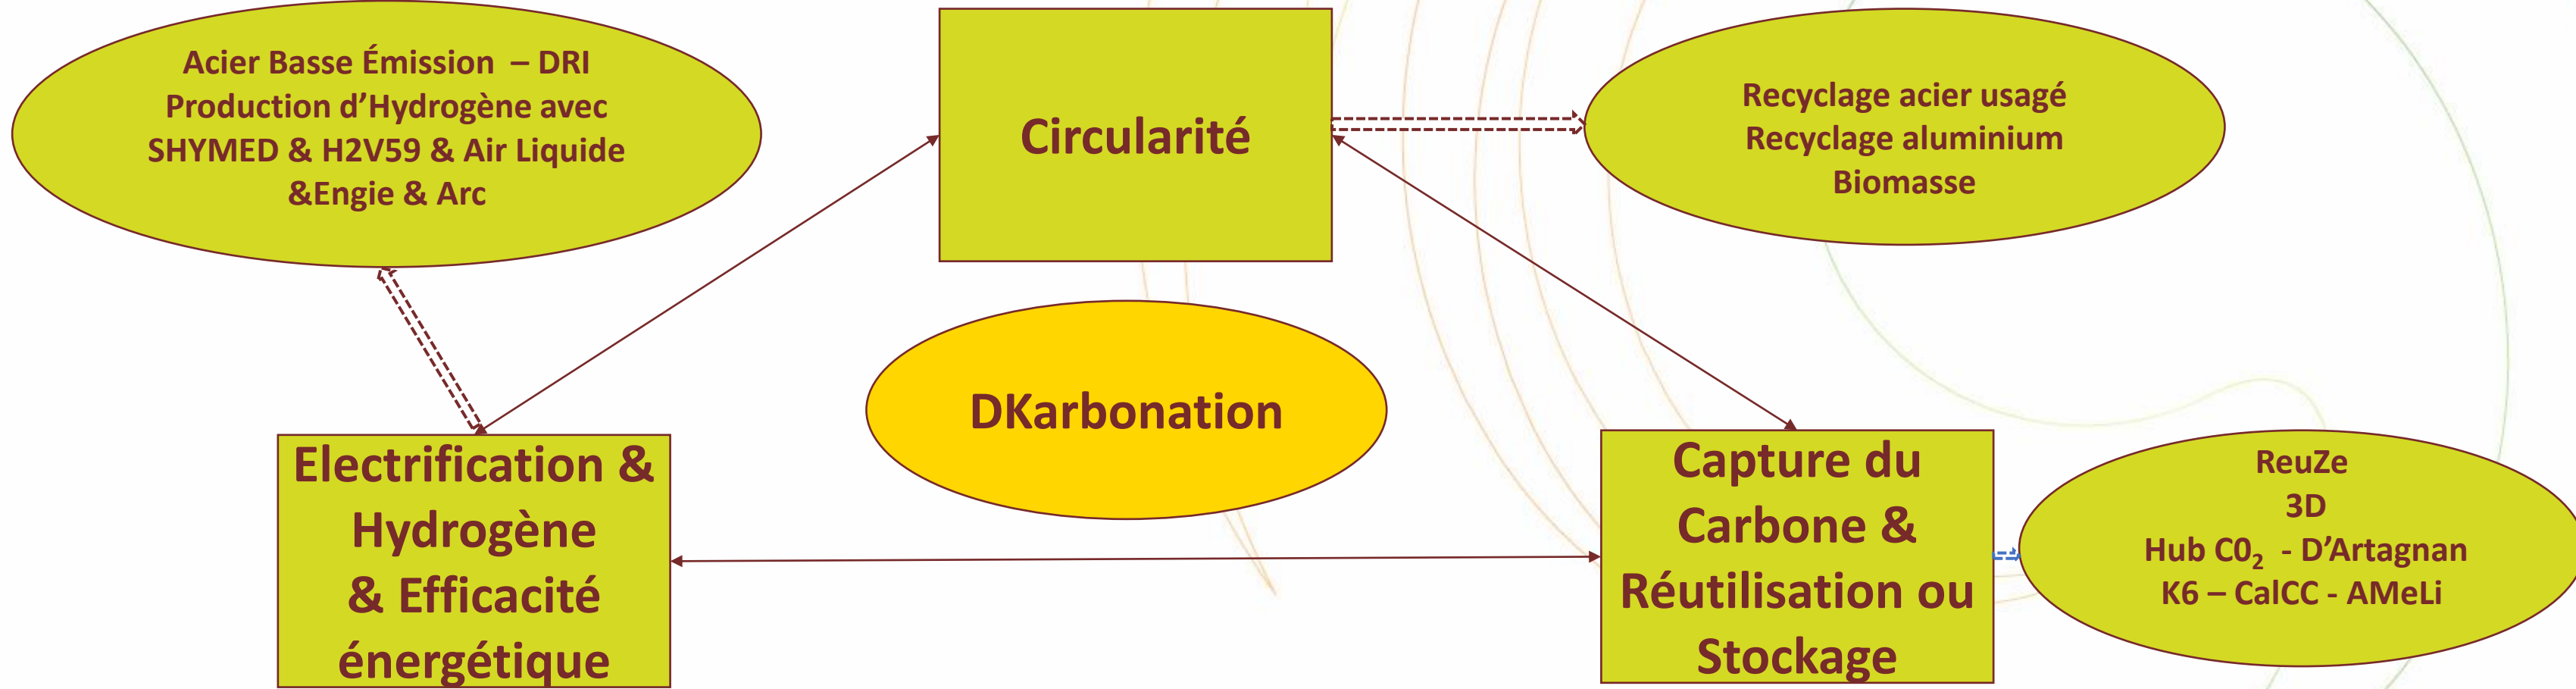 Acier Basse Émission – DRI
Production d’Hydrogène avec
SHYMED & H2V59 & Air Liquide
&Engie & Arc
Circularité
Recyclage acier usagé
Recyclage aluminium
Biomasse
DKarbonation
Electrification &
Hydrogène
& Efficacité
énergétique
Capture du
Carbone &
Réutilisation ou
Stockage
ReuZe
3D
Hub C0₂ - D’Artagnan
K6 – CalCC - AMeLi